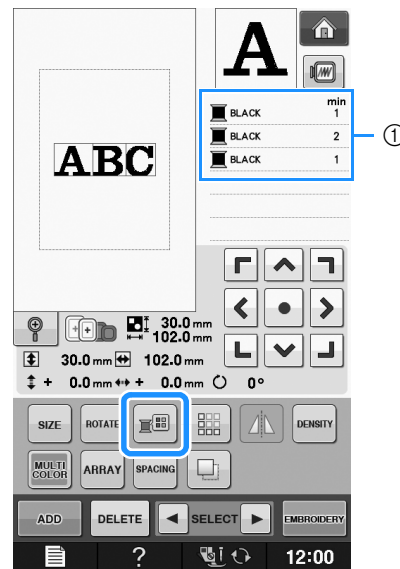 A
min
BLACK 1
BLACK 2
BLACK 1
①
ABC
30.0 mm
102.0 mm
30.0 mm 102.0 mm
+ 0.0 mm + 0.0 mm 0°
SIZE ROTATE DENSITY
MULTI COLOR ARRAY SPACING
ADD DELETE SELECT EMBROIDERY
? 12:00